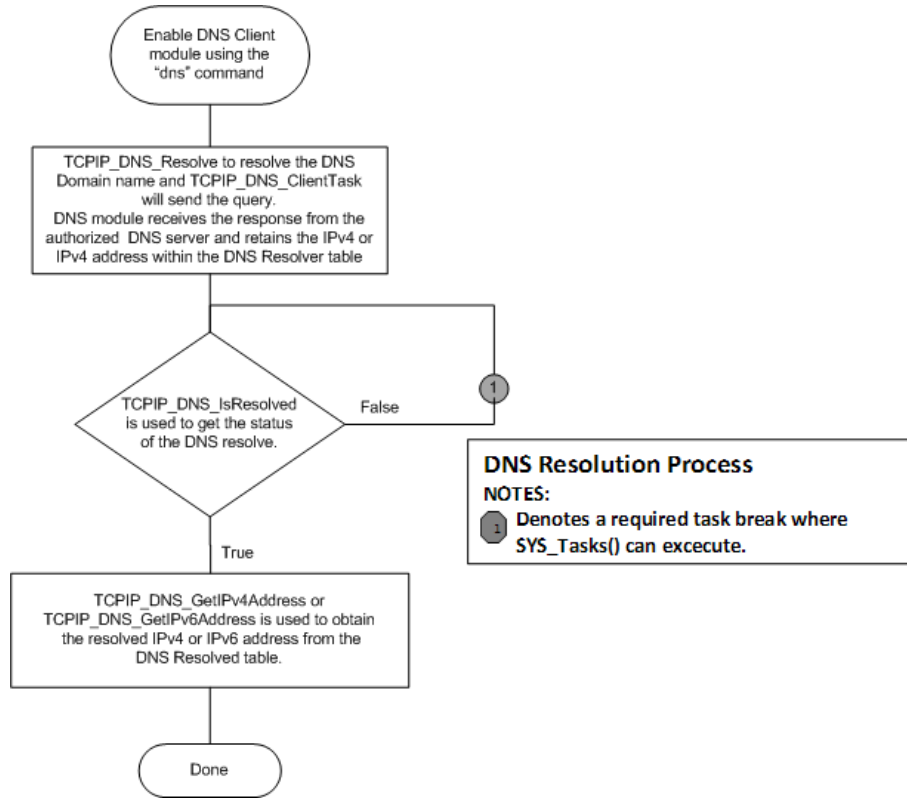 Enable DNS Client
module using the
“dns” command
TCPIP_DNS_Resolve to resolve the DNS
Domain name and TCPIP_DNS_ClientTask
will send the query.
DNS module receives the response from the
authorized DNS server and retains the IPv4 or
IPv4 address within the DNS Resolver table
1
TCPIP_DNS_IsResolved
is used to get the status
of the DNS resolve.
False
DNS Resolution Process
NOTES:
1 Denotes a required task break where
SYS_Tasks() can excecute.
True
TCPIP_DNS_GetIPv4Address or
TCPIP_DNS_GetIPv6Address is used to obtain
the resolved IPv4 or IPv6 address from the
DNS Resolved table.
Done